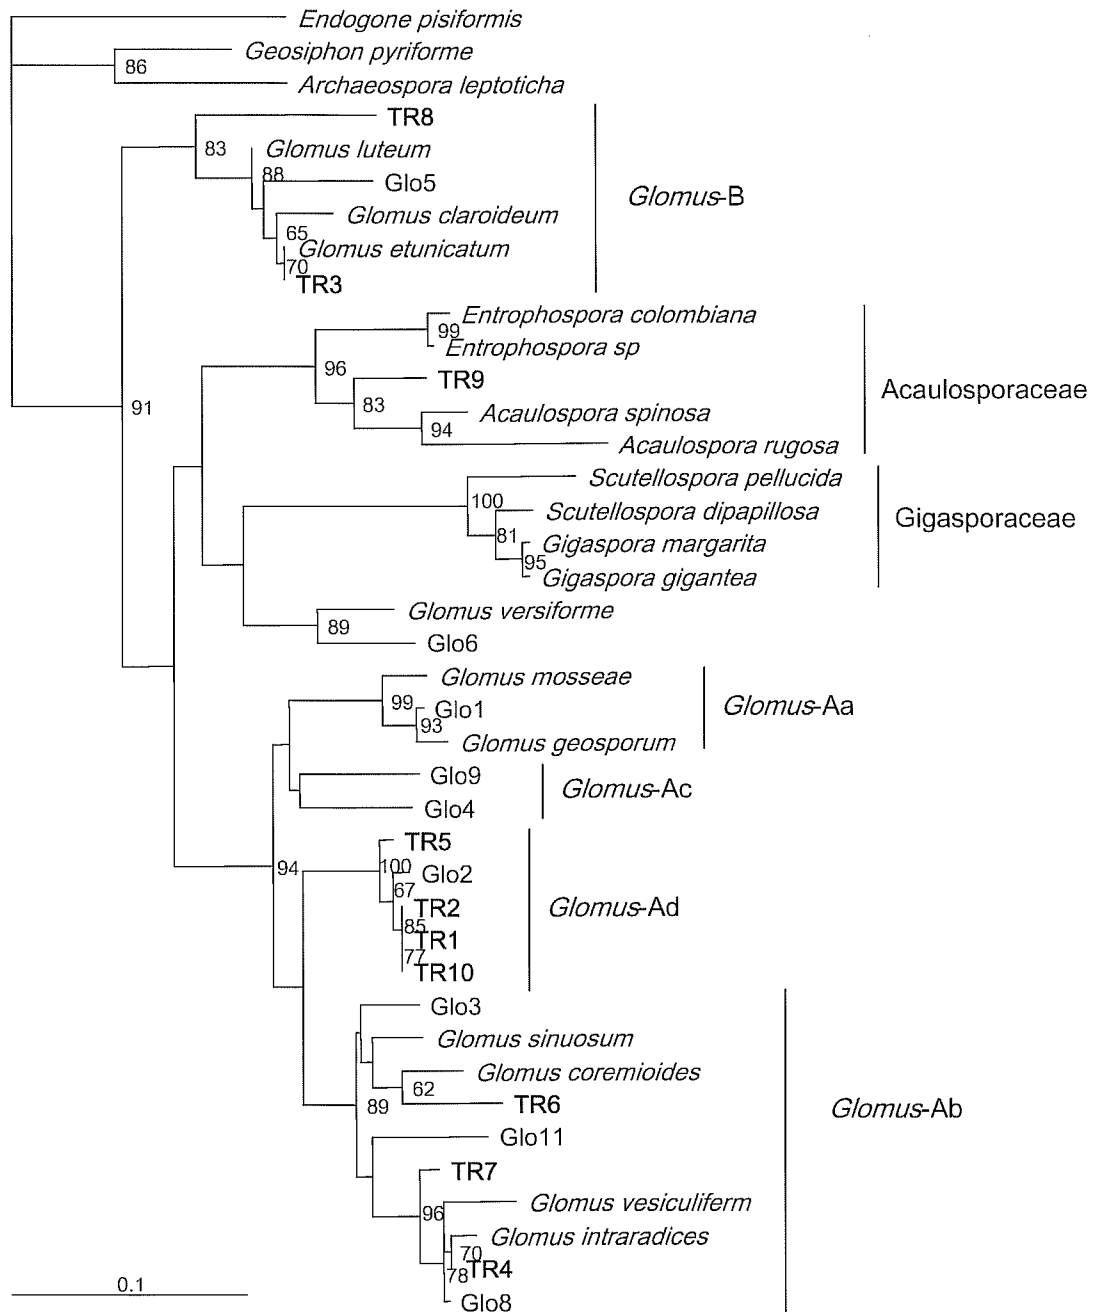 Endogone pisiformis
Geosiphon pyriforme
86
Archaeospora leptoticha
TR8
83
Glomus luteum
88
Glo5
Glomus-B
Glomus claroideum
65
Glomus etunicatum
70
TR3
Entrophospora colombiana
99
Entrophospora sp
96
TR9
Acaulosporaceae
83
91
Acaulospora spinosa
94
Acaulospora rugosa
Scutellospora pellucida
100
Scutellospora dipapillosa
Gigasporaceae
81
Gigaspora margarita
95
Gigaspora gigantea
Glomus versiforme
89
Glo6
Glomus mosseae
99
Glo1
Glomus-Aa
93
Glomus geosporum
Glo9
Glomus-Ac
Glo4
TR5
94
100
Glo2
67
TR2
Glomus-Ad
85
TR1
77
TR10
Glo3
Glomus sinuosum
Glomus coremioides
62
TR6
89
Glomus-Ab
Glo11
TR7
Glomus vesiculiferm
96
Glomus intraradices
70
TR4
78
0.1
Glo8